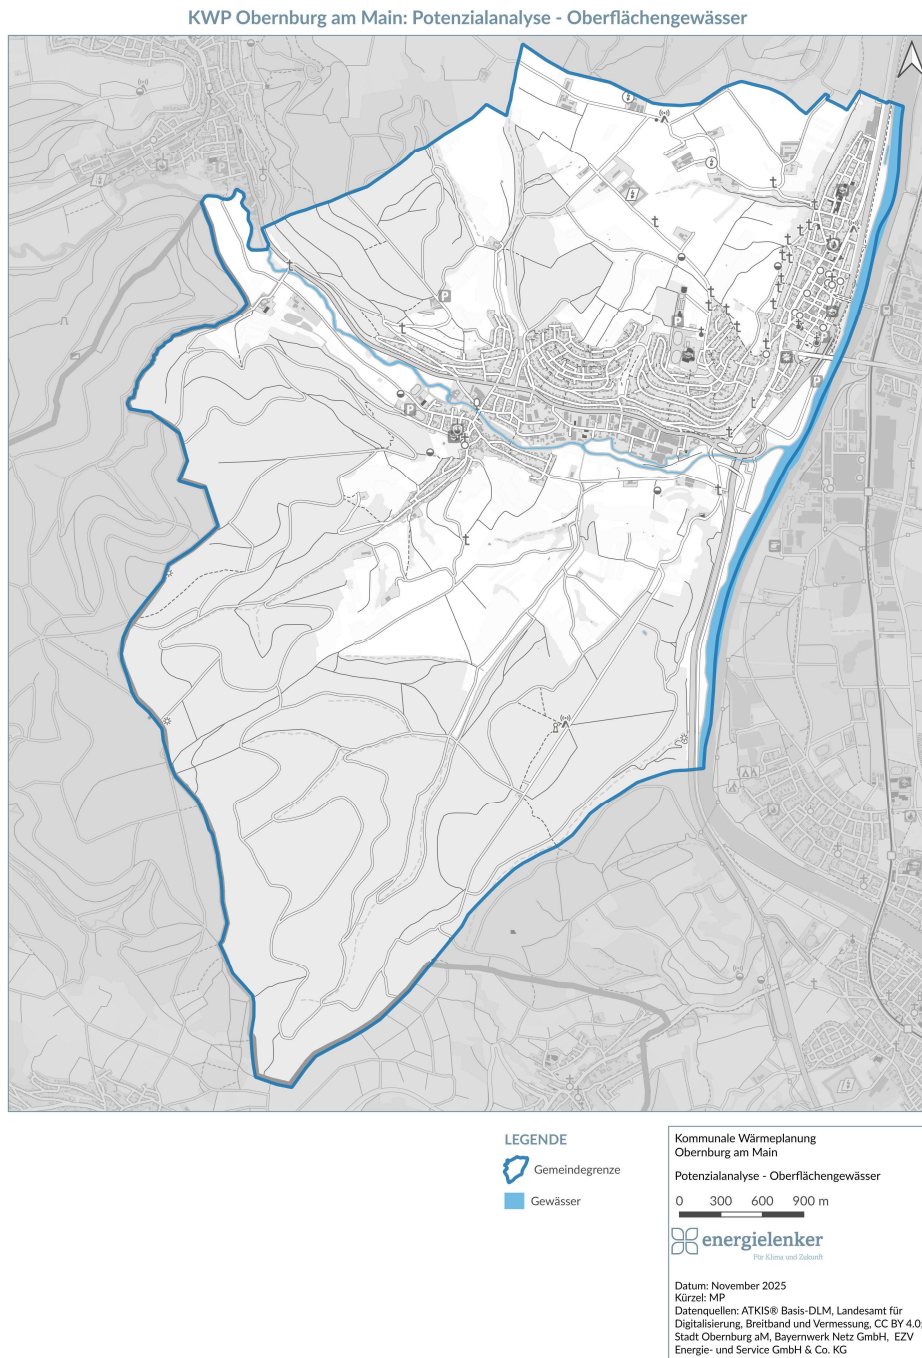 KWP Obernburg am Main: Potenzialanalyse - Oberflächengewässer
LEGENDE
Gemeindegrenze
Gewässer
Kommunale Wärmeplanung
Obernburg am Main
Potenzialanalyse - Oberflächengewässer
0 300 600 900 m
energielenker
Für Klima und Zukunft
Datum: November 2025
Kürzel: MP
Datenquellen: ATKIS® Basis-DLM, Landesamt für
Digitalisierung, Breitband und Vermessung, CC BY 4.0;
Stadt Obernburg aM, Bayernwerk Netz GmbH, EZV
Energie- und Service GmbH & Co. KG